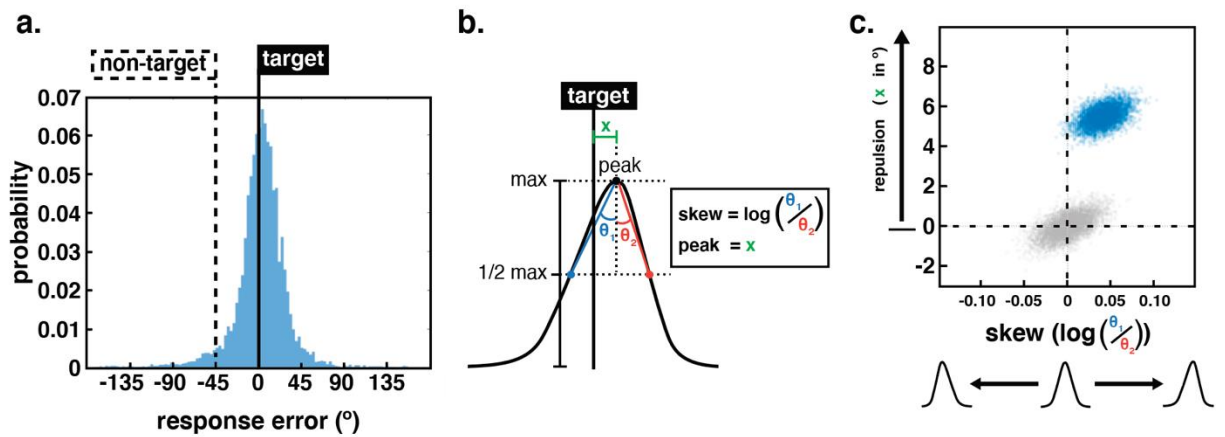 a.
non-target
target
0.07
0.06
0.05
0.04
0.03
0.02
0.01
0
probability
-135 -90 -45 0 45 90 135
response error (º)
b.
target
x
peak
max
θ1
θ2
1/2 max
skew = log(θ1/θ2)
peak = x
c.
repulsion (x in º)
8
6
4
2
0
-2
-0.10 -0.05 0 0.05 0.10
skew (log(θ1/θ2))